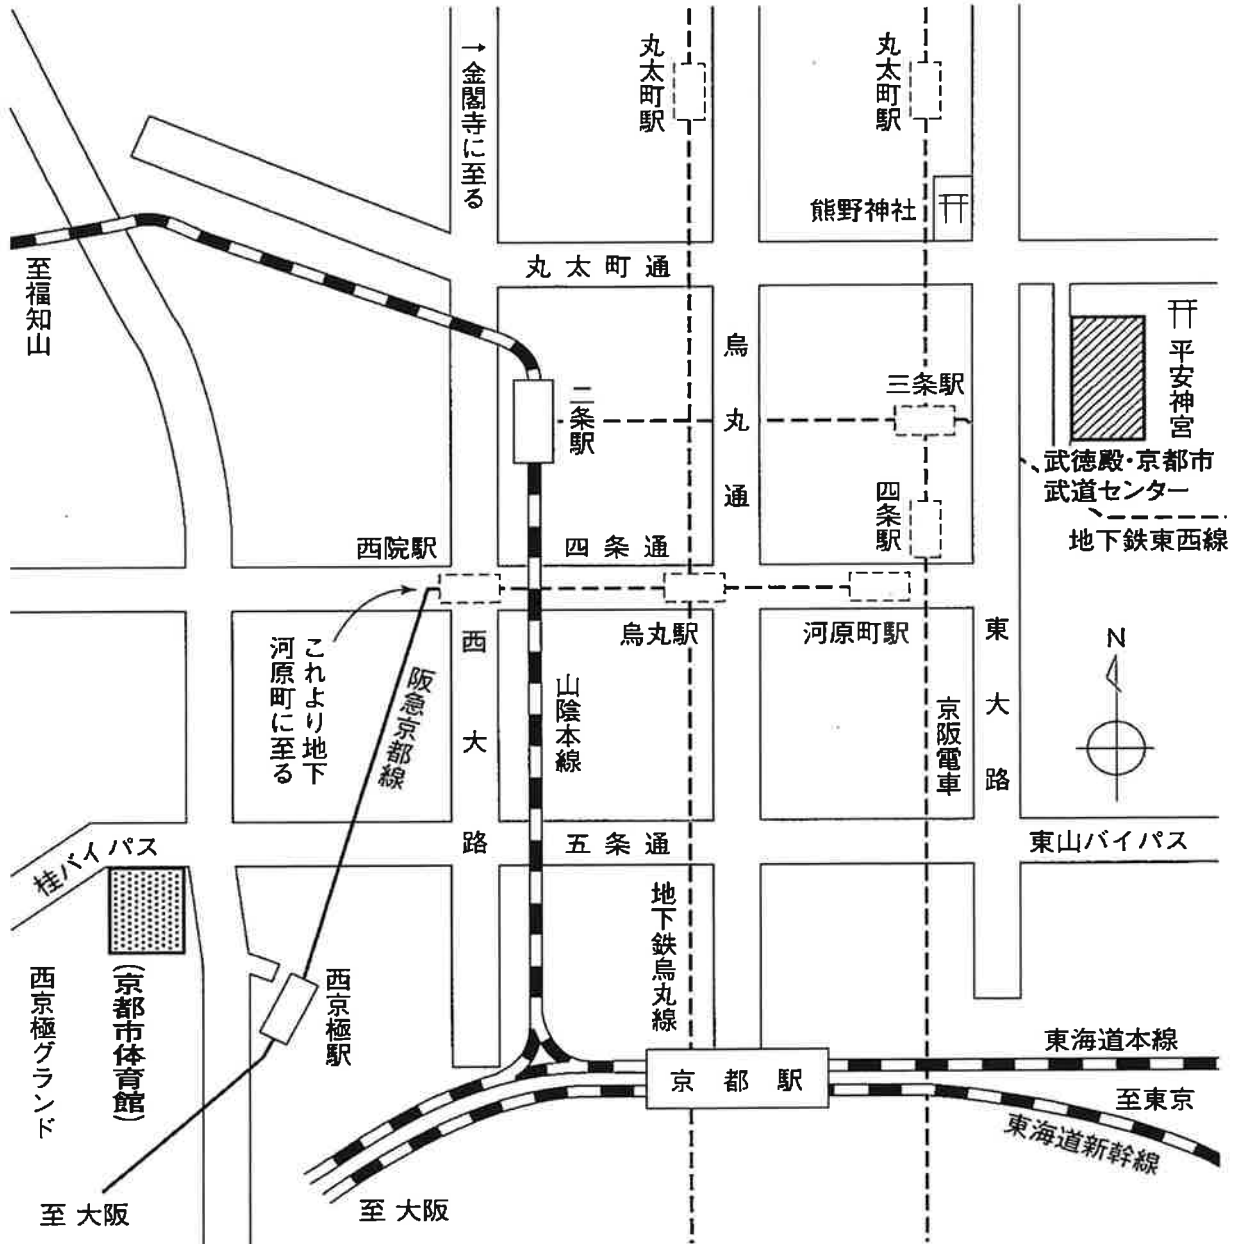 →金閣寺に至る
丸太町駅
丸太町駅
熊野神社
至福知山
丸太町通
烏丸通
平安神宮
二条駅
三条駅
武徳殿・京都市
武道センター
地下鉄東西線
四条駅
西院駅
四条通
烏丸駅
河原町駅
これより地下
河原町に至る
阪急京都線
西大路
山陰本線
京阪電車
東大路
N
桂バイパス
五条通
東山バイパス
地下鉄烏丸線
西京極グランド
(京都市体育館)
西京極駅
京都駅
東海道本線
至東京
東海道新幹線
至 大阪
至 大阪